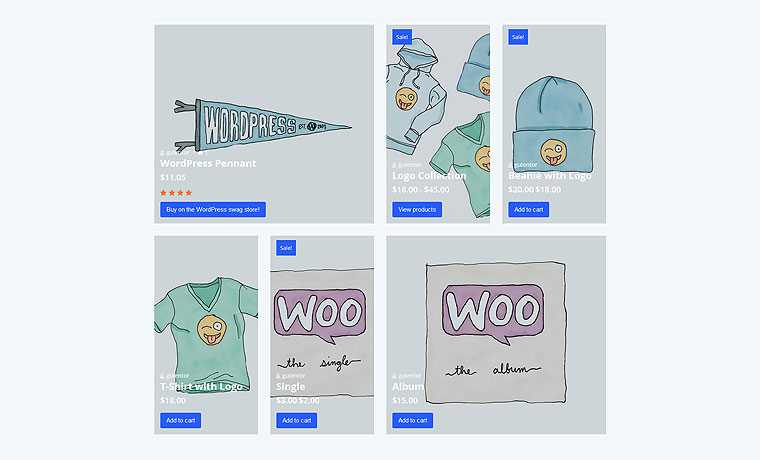 WORDPRESS EST. 2003
gutentor
WordPress Pennant
$11.05
Buy on the WordPress swag store!
Sale!
gutentor
Logo Collection
$18.00 - $45.00
View products
Sale!
gutentor
Beanie with Logo
$20.00 $18.00
Add to cart
gutentor
T-Shirt with Logo
$18.00
Add to cart
Sale!
WOO
the single
gutentor
Single
$3.00 $2.00
Add to cart
WOO
the album
gutentor
Album
$15.00
Add to cart